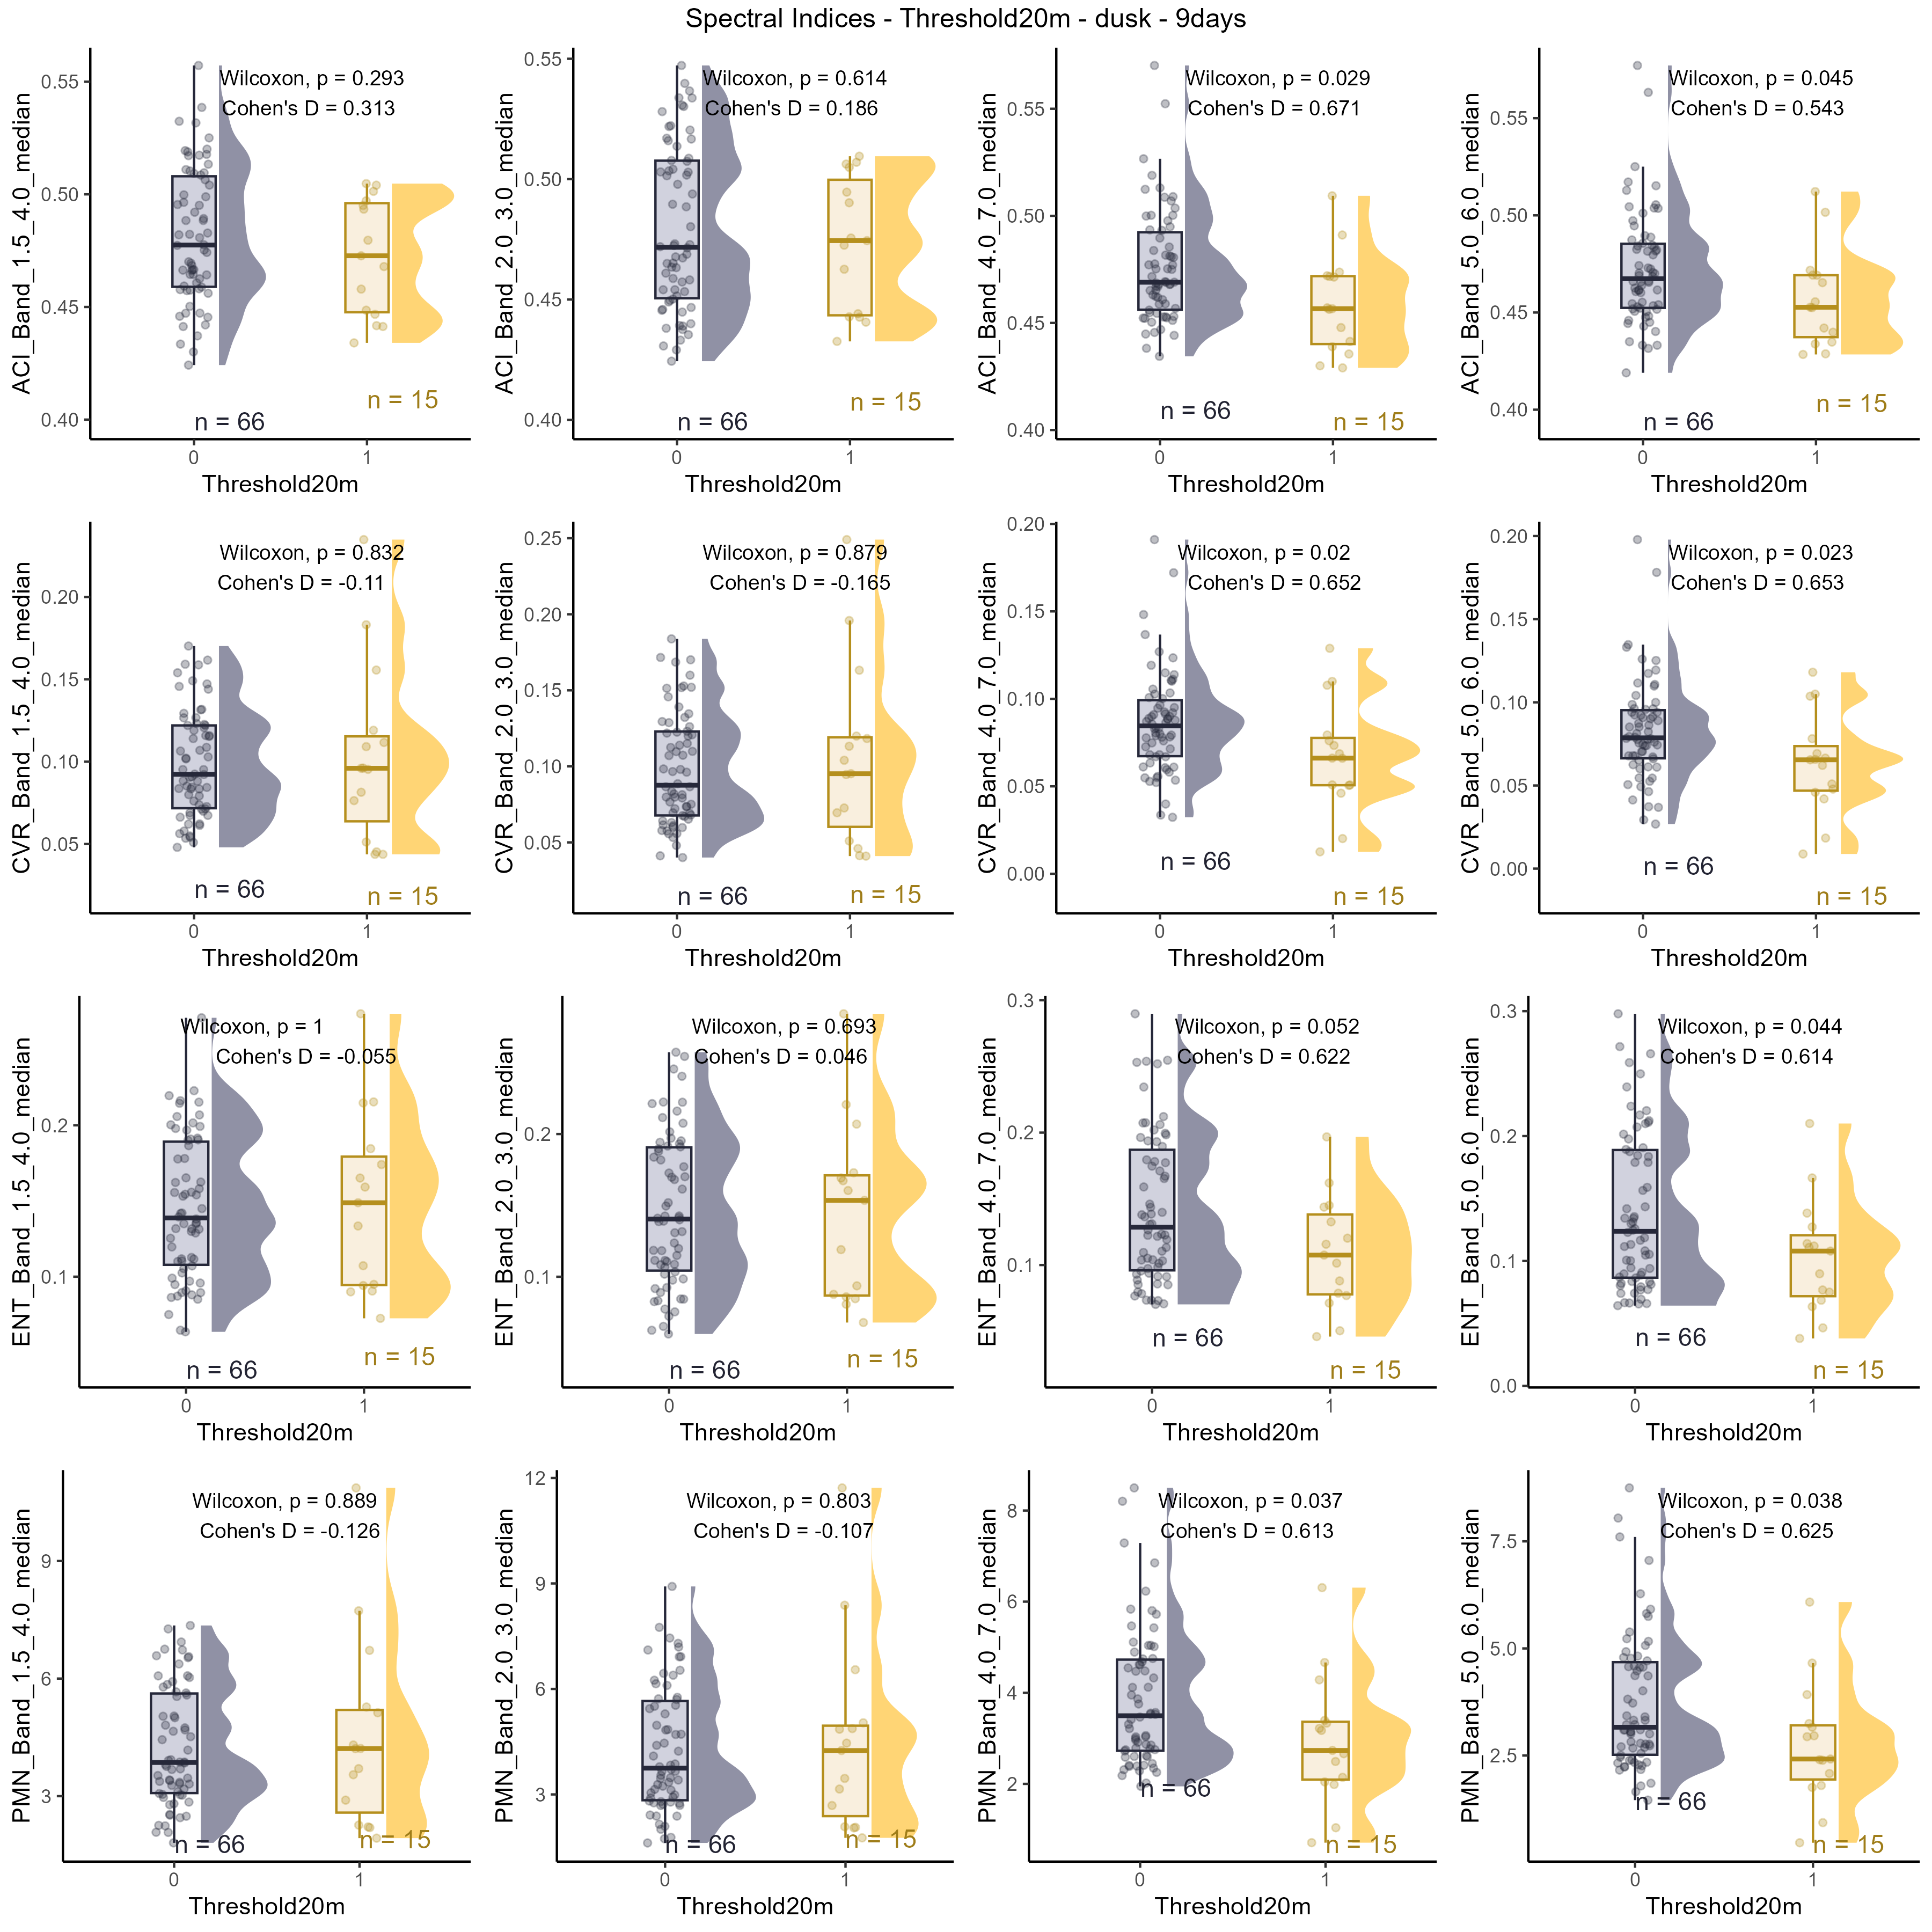 Spectral Indices - Threshold20m - dusk - 9days
ACI_Band_1.5_4.0_median
0.55
0.50
0.45
0.40
Wilcoxon, p = 0.293
Cohen's D = 0.313
n = 66
n = 15
0
1
Threshold20m
ACI_Band_2.0_3.0_median
0.55
0.50
0.45
0.40
Wilcoxon, p = 0.614
Cohen's D = 0.186
n = 66
n = 15
0
1
Threshold20m
ACI_Band_4.0_7.0_median
0.55
0.50
0.45
0.40
Wilcoxon, p = 0.029
Cohen's D = 0.671
n = 66
n = 15
0
1
Threshold20m
ACI_Band_5.0_6.0_median
0.55
0.50
0.45
0.40
Wilcoxon, p = 0.045
Cohen's D = 0.543
n = 66
n = 15
0
1
Threshold20m
CVR_Band_1.5_4.0_median
0.20
0.15
0.10
0.05
Wilcoxon, p = 0.832
Cohen's D = -0.11
n = 66
n = 15
0
1
Threshold20m
CVR_Band_2.0_3.0_median
0.25
0.20
0.15
0.10
0.05
Wilcoxon, p = 0.879
Cohen's D = -0.165
n = 66
n = 15
0
1
Threshold20m
CVR_Band_4.0_7.0_median
0.20
0.15
0.10
0.05
0.00
Wilcoxon, p = 0.02
Cohen's D = 0.652
n = 66
n = 15
0
1
Threshold20m
CVR_Band_5.0_6.0_median
0.20
0.15
0.10
0.05
0.00
Wilcoxon, p = 0.023
Cohen's D = 0.653
n = 66
n = 15
0
1
Threshold20m
ENT_Band_1.5_4.0_median
0.2
0.1
Wilcoxon, p = 1
Cohen's D = -0.055
n = 66
n = 15
0
1
Threshold20m
ENT_Band_2.0_3.0_median
0.2
0.1
Wilcoxon, p = 0.693
Cohen's D = 0.046
n = 66
n = 15
0
1
Threshold20m
ENT_Band_4.0_7.0_median
0.3
0.2
0.1
Wilcoxon, p = 0.052
Cohen's D = 0.622
n = 66
n = 15
0
1
Threshold20m
ENT_Band_5.0_6.0_median
0.3
0.2
0.1
0.0
Wilcoxon, p = 0.044
Cohen's D = 0.614
n = 66
n = 15
0
1
Threshold20m
PMN_Band_1.5_4.0_median
9
6
3
Wilcoxon, p = 0.889
Cohen's D = -0.126
n = 66
n = 15
0
1
Threshold20m
PMN_Band_2.0_3.0_median
12
9
6
3
Wilcoxon, p = 0.803
Cohen's D = -0.107
n = 66
n = 15
0
1
Threshold20m
PMN_Band_4.0_7.0_median
8
6
4
2
Wilcoxon, p = 0.037
Cohen's D = 0.613
n = 66
n = 15
0
1
Threshold20m
PMN_Band_5.0_6.0_median
7.5
5.0
2.5
Wilcoxon, p = 0.038
Cohen's D = 0.625
n = 66
n = 15
0
1
Threshold20m